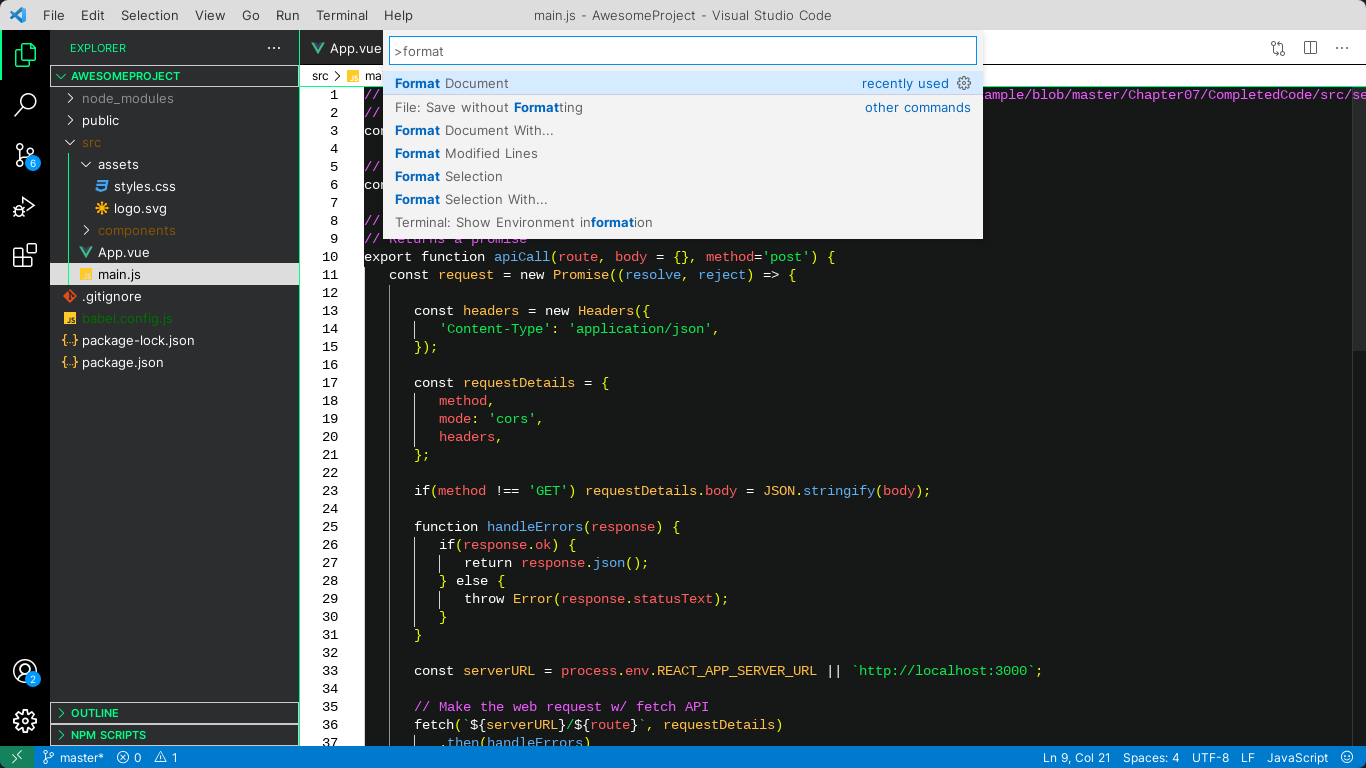 File Edit Selection View Go Run Terminal Help main.js - AwesomeProject - Visual Studio Code
EXPLORER
App.vue
>format
AWESOMEPROJECT
src
Format Document recently used
File: Save without Formatting other commands
Format Document With...
Format Modified Lines
Format Selection
Format Selection With...
Terminal: Show Environment information
node_modules
public
src
assets
styles.css
logo.svg
components
App.vue
main.js
.gitignore
babel.config.js
package-lock.json
package.json
OUTLINE
NPM SCRIPTS
6
2
1 // ample/blob/master/Chapter07/CompletedCode/src/se
2 //
3 con
4
5 //
6 con
7
8 //
9 // Returns a promise
10 export function apiCall(route, body = {}, method='post') {
11 const request = new Promise((resolve, reject) => {
12
13 const headers = new Headers({
14 'Content-Type': 'application/json',
15 });
16
17 const requestDetails = {
18 method,
19 mode: 'cors',
20 headers,
21 };
22
23 if(method !== 'GET') requestDetails.body = JSON.stringify(body);
24
25 function handleErrors(response) {
26 if(response.ok) {
27 return response.json();
28 } else {
29 throw Error(response.statusText);
30 }
31 }
32
33 const serverURL = process.env.REACT_APP_SERVER_URL || `http://localhost:3000`;
34
35 // Make the web request w/ fetch API
36 fetch(`${serverURL}/${route}`, requestDetails)
37 .then(handleErrors)
master* 0 1 Ln 9, Col 21 Spaces: 4 UTF-8 LF JavaScript